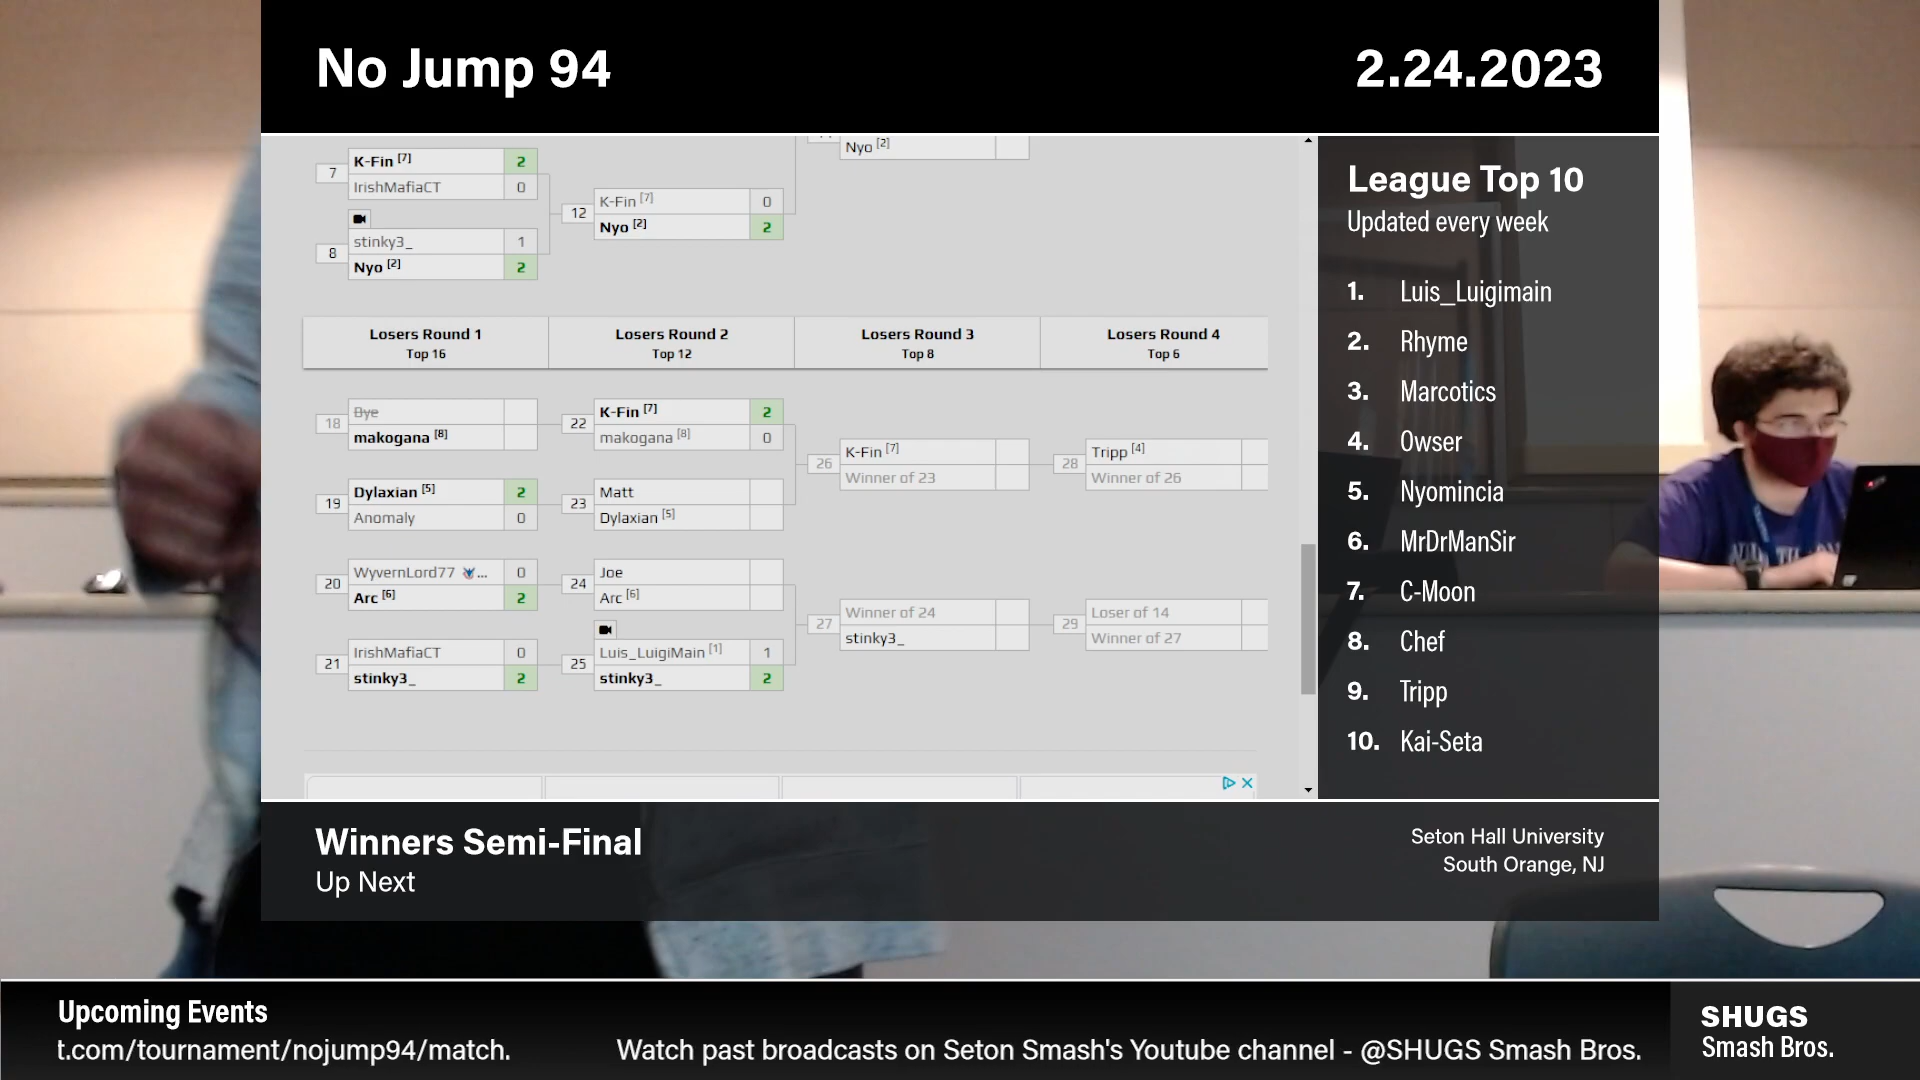 No Jump 94
2.24.2023
7
K-Fin [7] 2
IrishMafiaCT 0
8
stinky3_ 1
Nyo [2] 2
12
K-Fin [7] 0
Nyo [2] 2
Nyo [2]
Losers Round 1
Top 16
Losers Round 2
Top 12
Losers Round 3
Top 8
Losers Round 4
Top 6
18
Bye
makogana [8]
19
Dylaxian [5] 2
Anomaly 0
20
WyvernLord77 ... 0
Arc [6] 2
21
IrishMafiaCT 0
stinky3_ 2
22
K-Fin [7] 2
makogana [8] 0
23
Matt
Dylaxian [5]
24
Joe
Arc [6]
25
Luis_LuigiMain [1] 1
stinky3_ 2
26
K-Fin [7]
Winner of 23
27
Winner of 24
stinky3_
28
Tripp [4]
Winner of 26
29
Loser of 14
Winner of 27
League Top 10
Updated every week
1. Luis_Luigimain
2. Rhyme
3. Marcotics
4. Owser
5. Nyomincia
6. MrDrManSir
7. C-Moon
8. Chef
9. Tripp
10. Kai-Seta
Winners Semi-Final
Up Next
Seton Hall University
South Orange, NJ
Upcoming Events
t.com/tournament/nojump94/match.
Watch past broadcasts on Seton Smash's Youtube channel - @SHUGS Smash Bros.
SHUGS
Smash Bros.